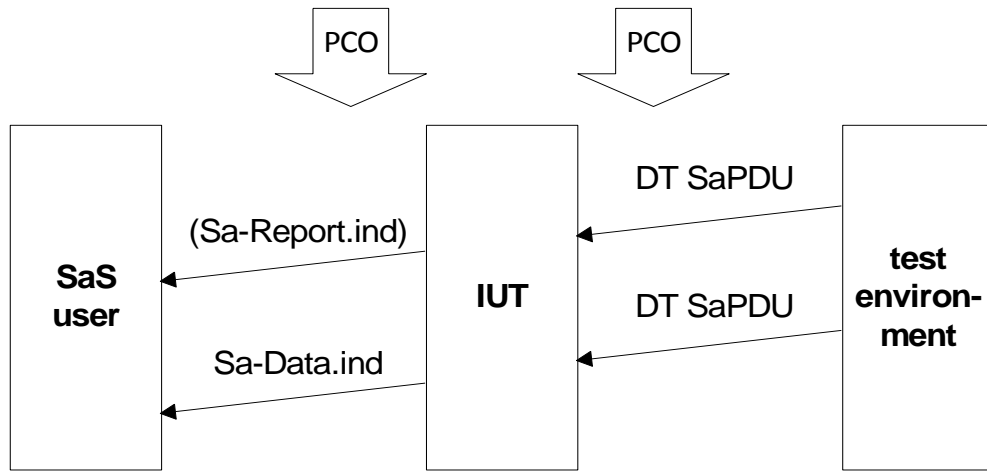 PCO
PCO
DT SaPDU
(Sa-Report.ind)
SaS
user
IUT
test
environ-
ment
DT SaPDU
Sa-Data.ind